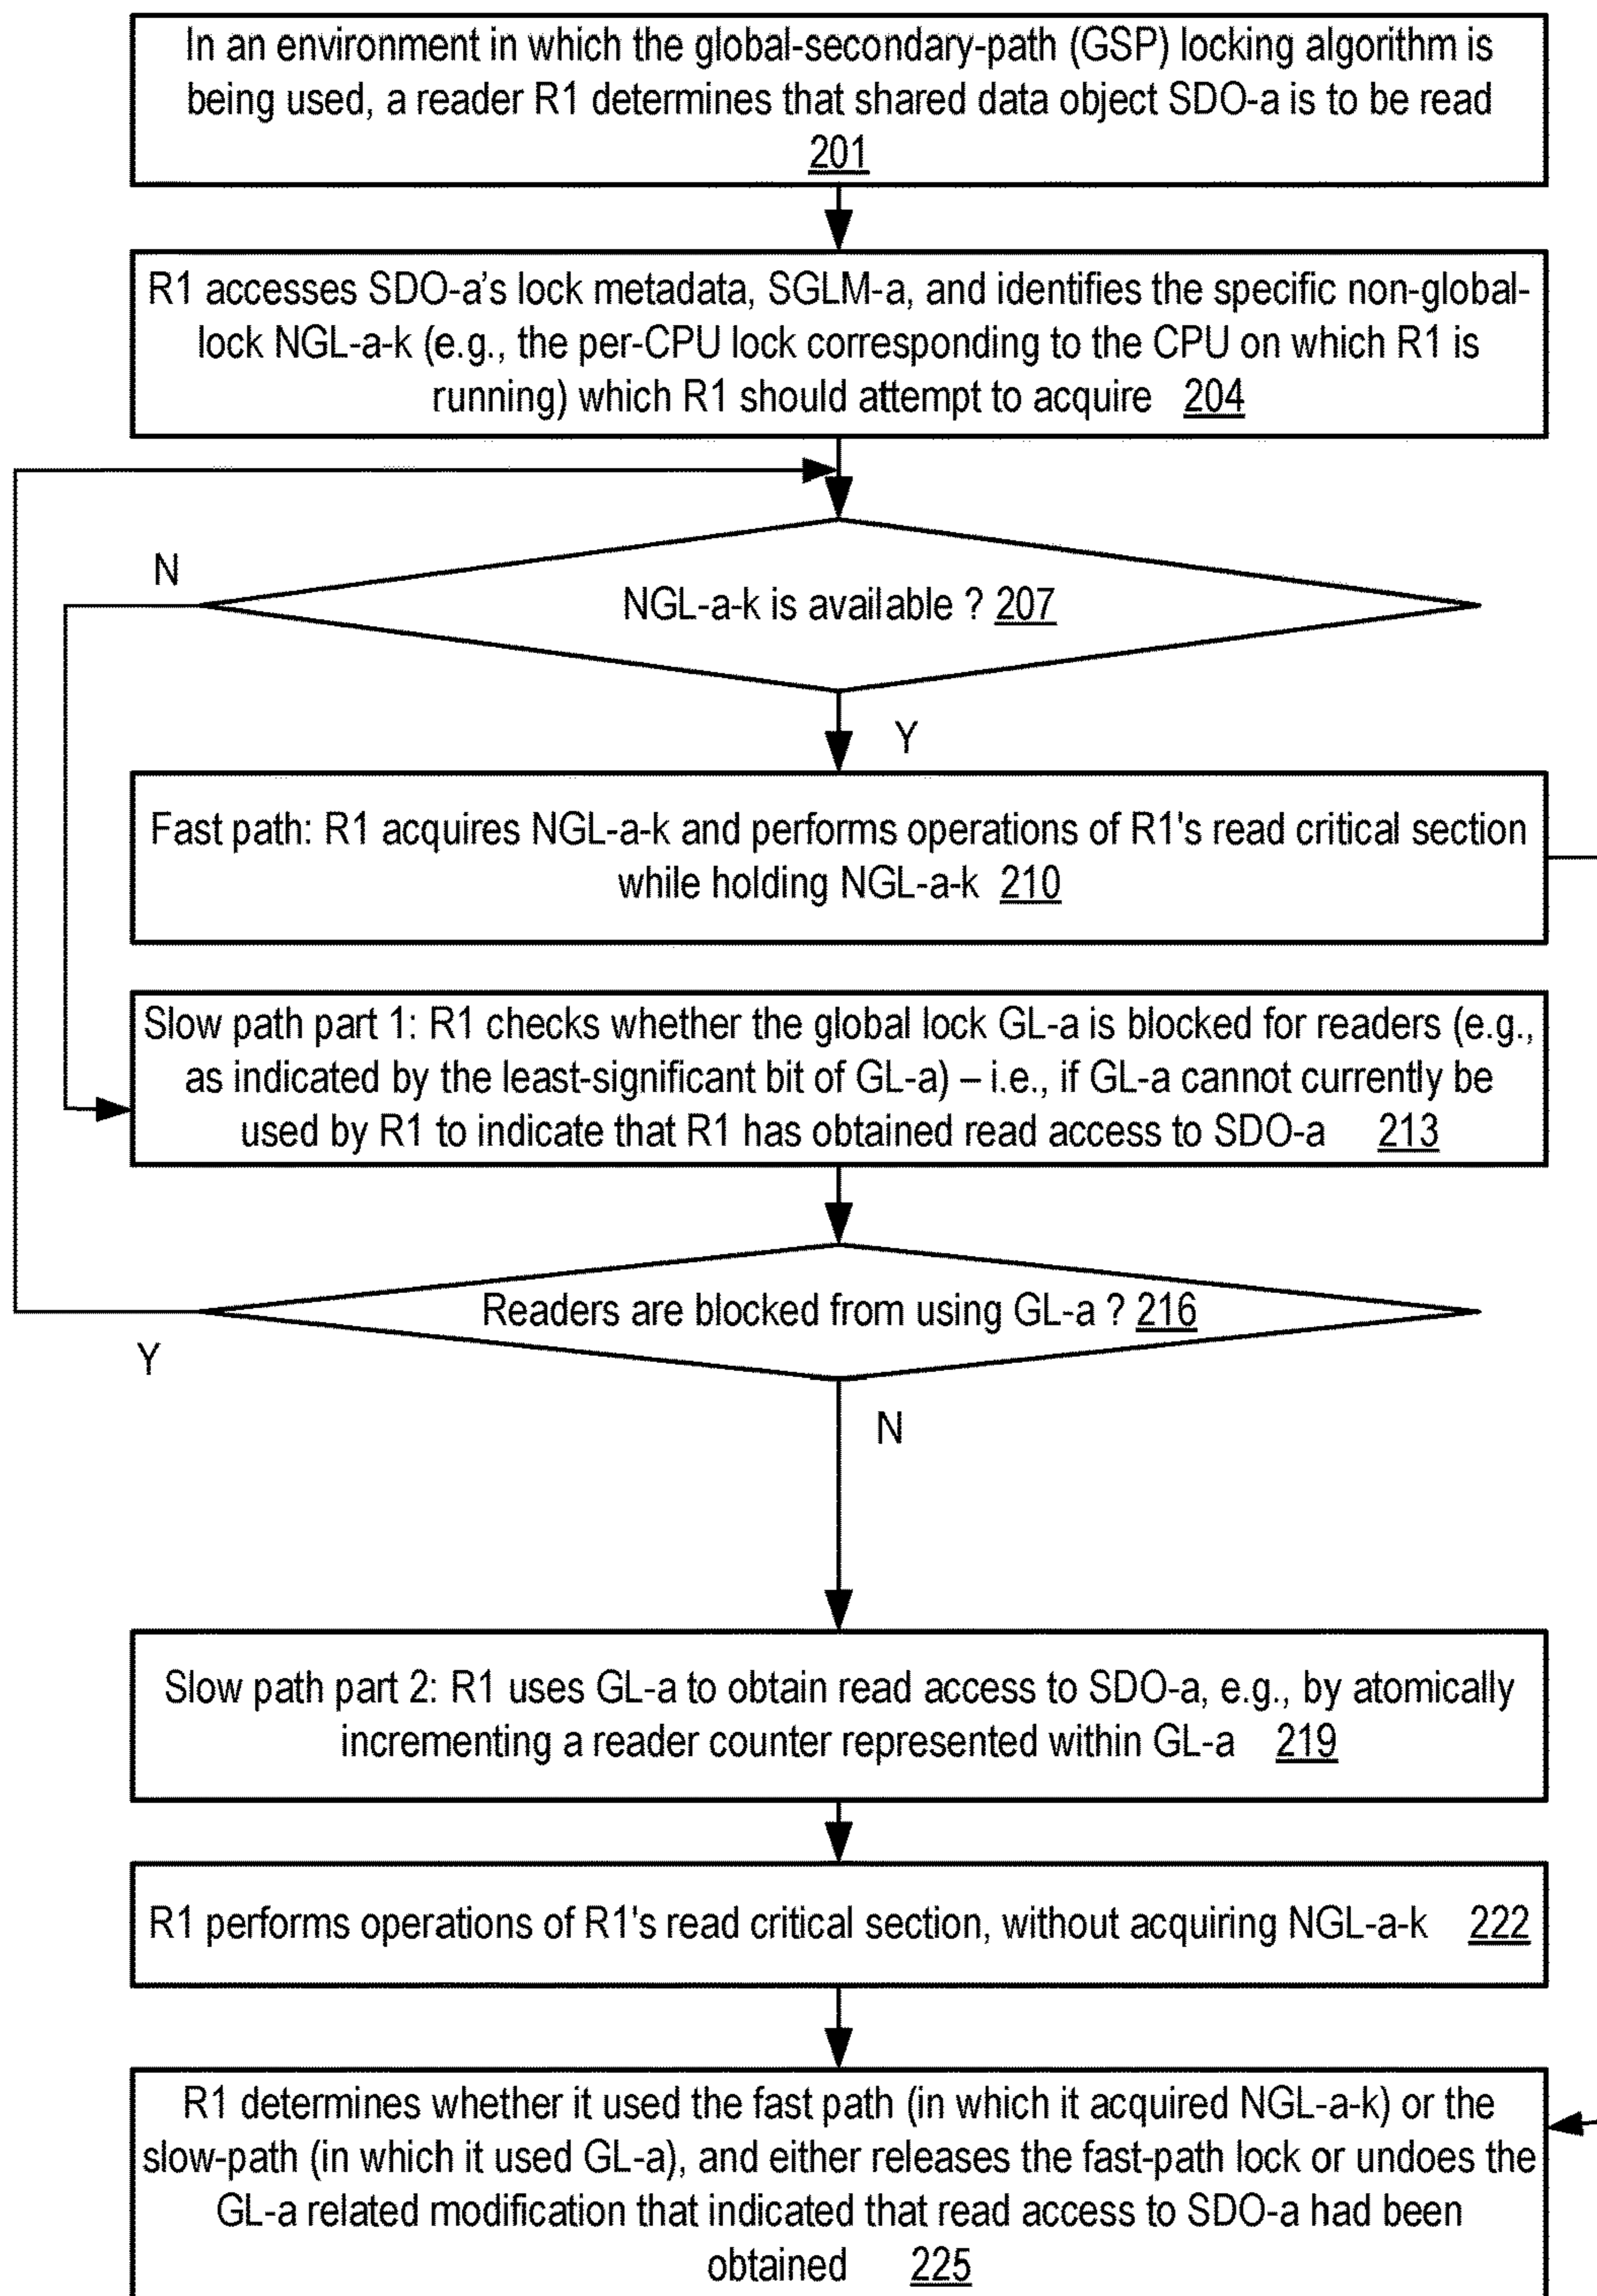 In an environment in which the global-secondary-path (GSP) locking algorithm is
being used, a reader R1 determines that shared data object SDO-a is to be read
201
R1 accesses SDO-a's lock metadata, SGLM-a, and identifies the specific non-global-
lock NGL-a-k (e.g., the per-CPU lock corresponding to the CPU on which R1 is
running) which R1 should attempt to acquire 204
N
NGL-a-k is available ? 207
Y
Fast path: R1 acquires NGL-a-k and performs operations of R1's read critical section
while holding NGL-a-k 210
Slow path part 1: R1 checks whether the global lock GL-a is blocked for readers (e.g.,
as indicated by the least-significant bit of GL-a) – i.e., if GL-a cannot currently be
used by R1 to indicate that R1 has obtained read access to SDO-a 213
Readers are blocked from using GL-a ? 216
Y
N
Slow path part 2: R1 uses GL-a to obtain read access to SDO-a, e.g., by atomically
incrementing a reader counter represented within GL-a 219
R1 performs operations of R1's read critical section, without acquiring NGL-a-k 222
R1 determines whether it used the fast path (in which it acquired NGL-a-k) or the
slow-path (in which it used GL-a), and either releases the fast-path lock or undoes the
GL-a related modification that indicated that read access to SDO-a had been
obtained 225